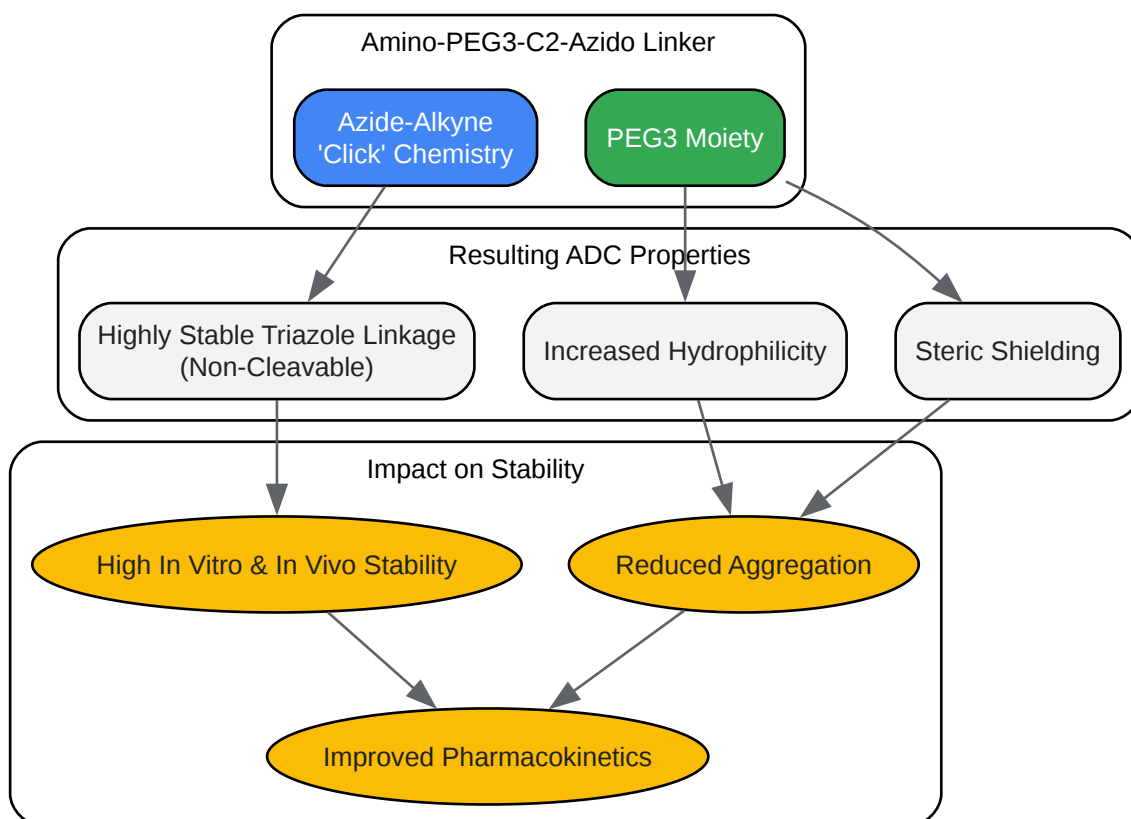 Amino-PEG3-C2-Azido Linker
Azide-Alkyne
'Click' Chemistry
PEG3 Moiety
Resulting ADC Properties
Highly Stable Triazole Linkage
(Non-Cleavable)
Increased Hydrophilicity
Steric Shielding
Impact on Stability
High In Vitro & In Vivo Stability
Reduced Aggregation
Improved Pharmacokinetics